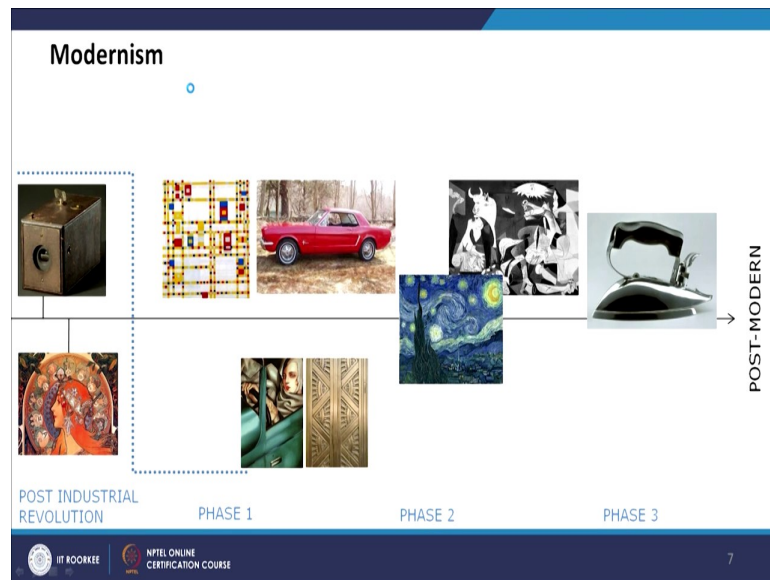 Modernism
POST-MODERN
POST INDUSTRIAL
REVOLUTION
PHASE 1
PHASE 2
PHASE 3
IIT ROORKEE
NPTEL ONLINE
CERTIFICATION COURSE
7